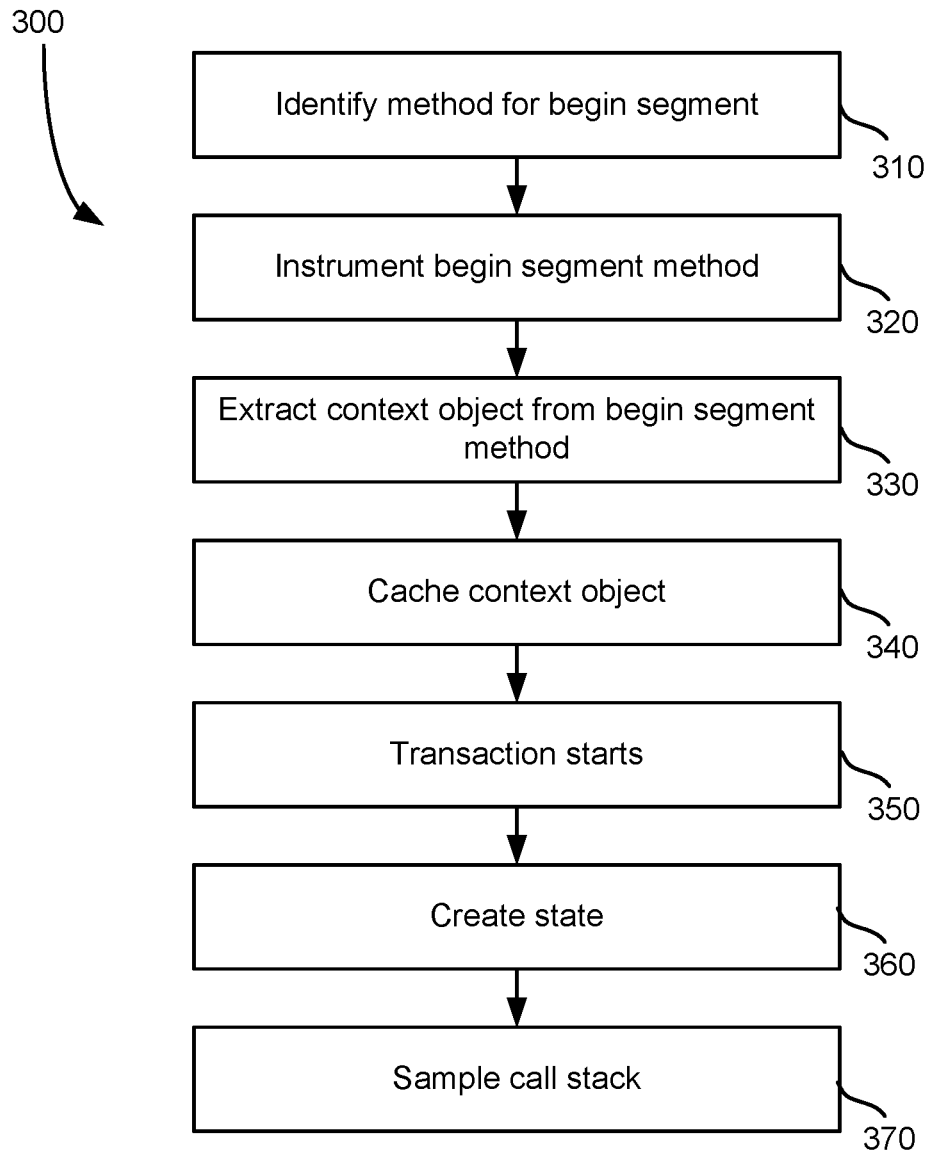 300
Identify method for begin segment
310
Instrument begin segment method
320
Extract context object from begin segment
method
330
Cache context object
340
Transaction starts
350
Create state
360
Sample call stack
370